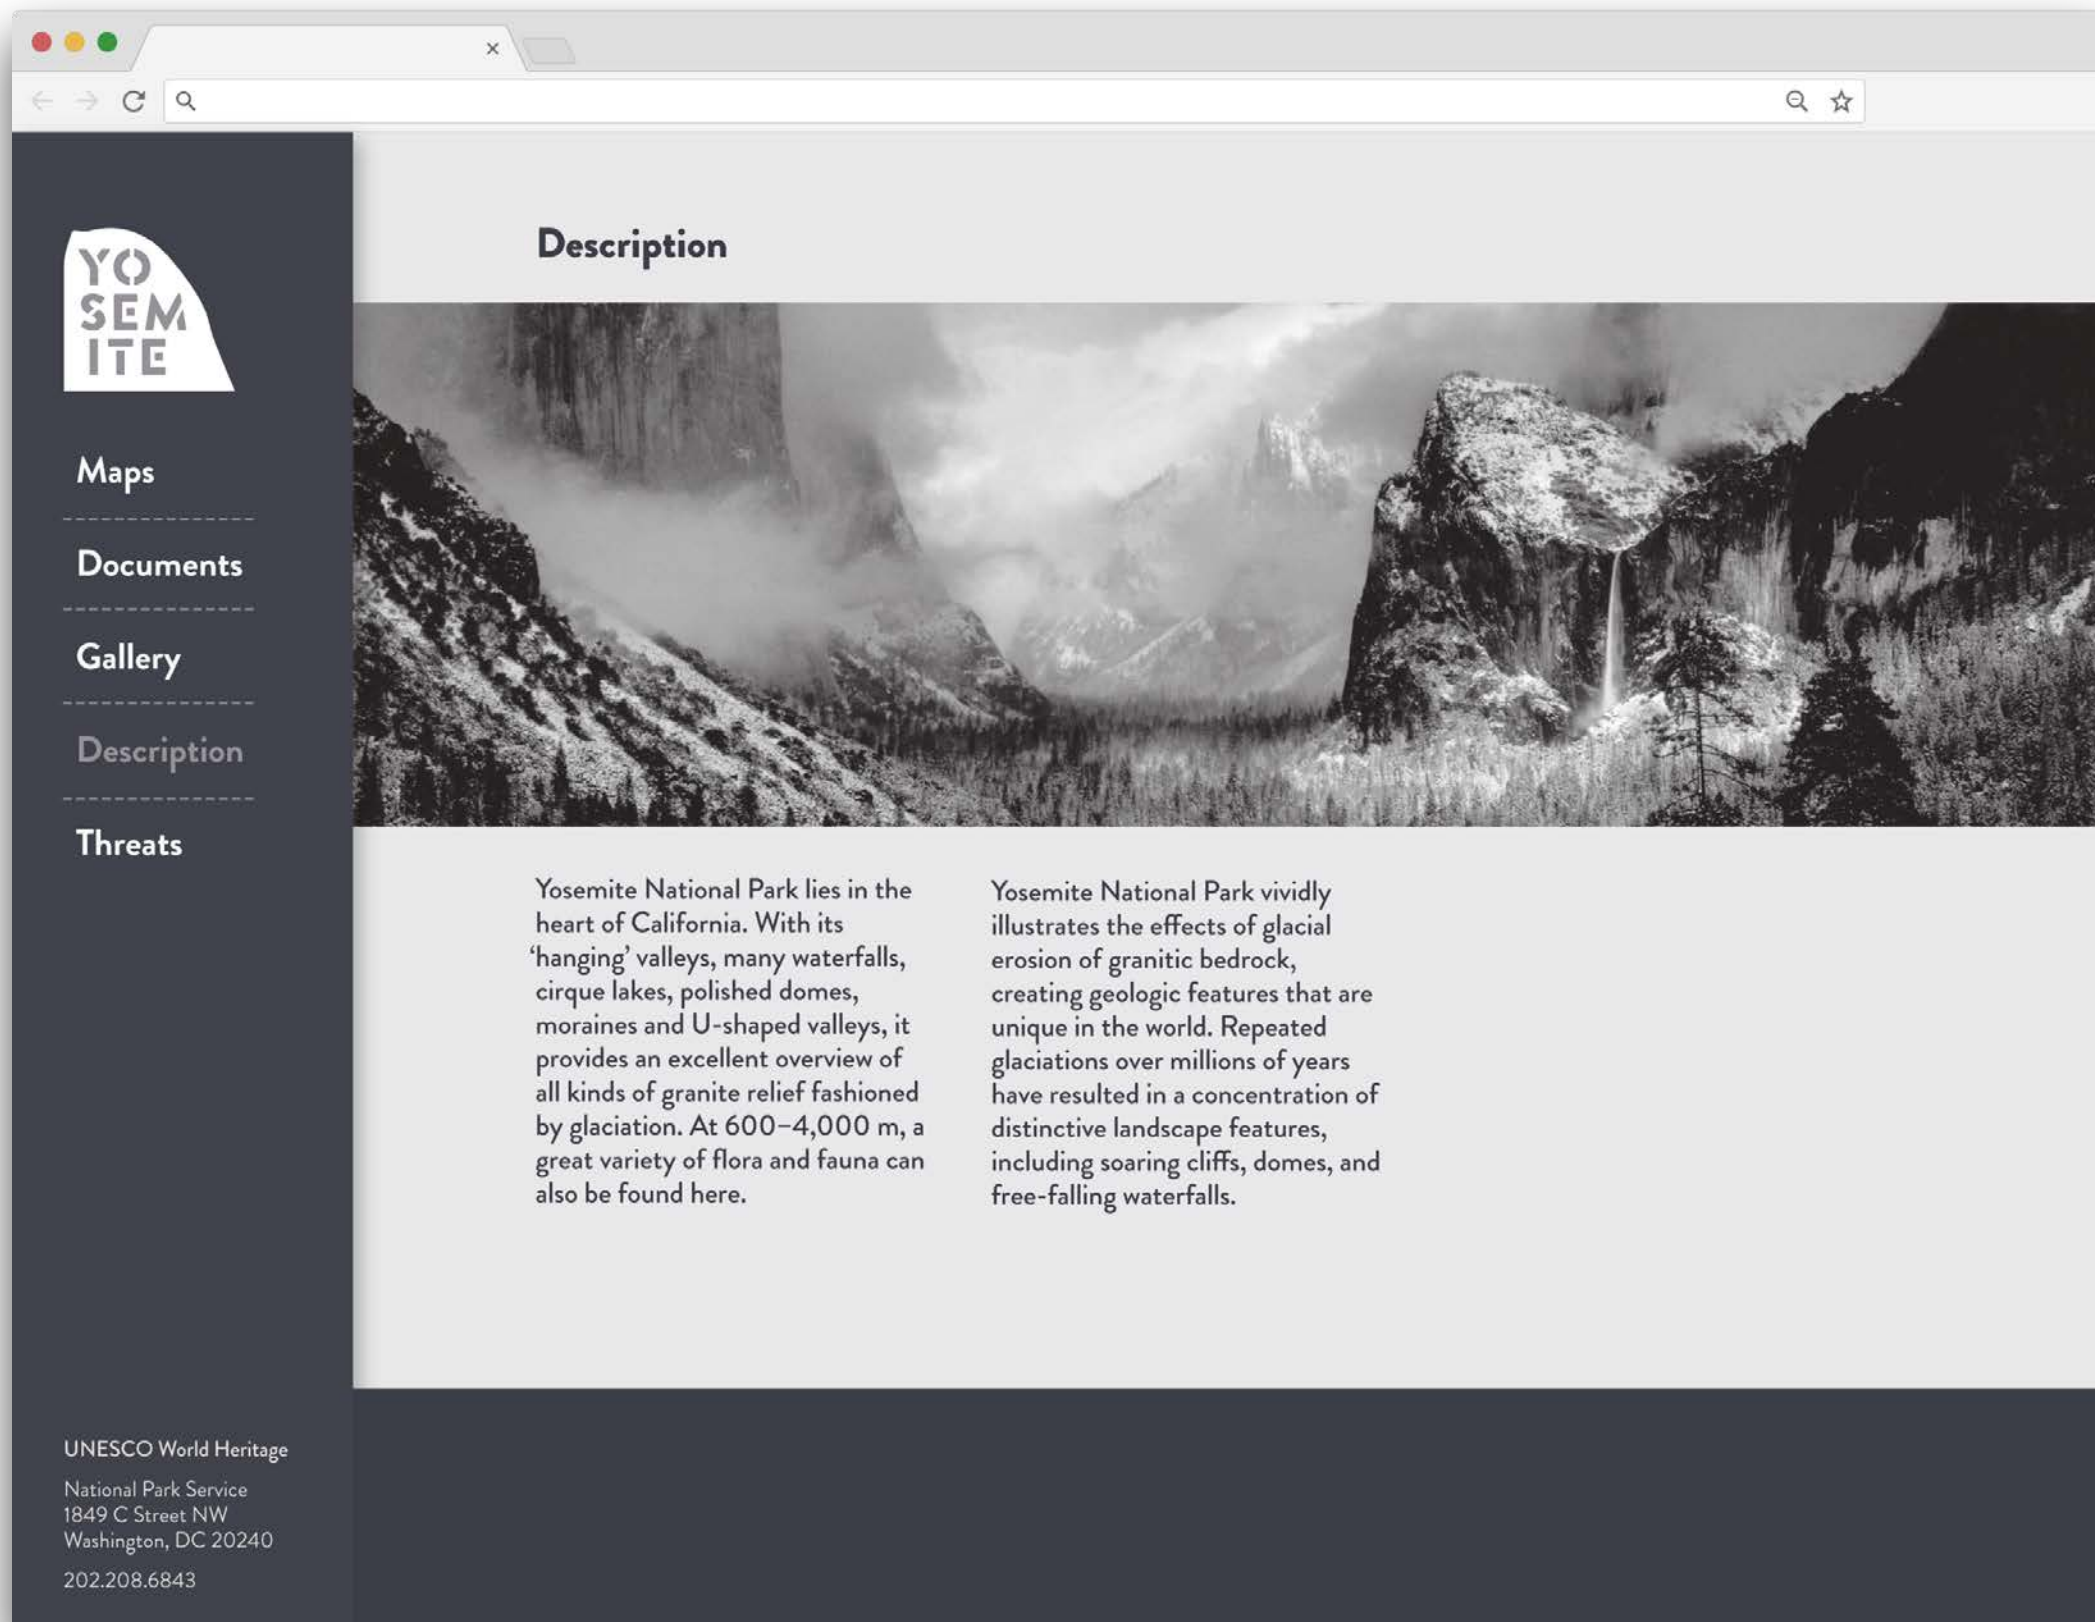 YO
SEM
ITE
Maps
Documents
Gallery
Description
Threats
UNESCO World Heritage
National Park Service
1849 C Street NW
Washington, DC 20240
202.208.6843
Description
Yosemite National Park lies in the
heart of California. With its
‘hanging’ valleys, many waterfalls,
cirque lakes, polished domes,
moraines and U-shaped valleys, it
provides an excellent overview of
all kinds of granite relief fashioned
by glaciation. At 600–4,000 m, a
great variety of flora and fauna can
also be found here.
Yosemite National Park vividly
illustrates the effects of glacial
erosion of granitic bedrock,
creating geologic features that are
unique in the world. Repeated
glaciations over millions of years
have resulted in a concentration of
distinctive landscape features,
including soaring cliffs, domes, and
free-falling waterfalls.